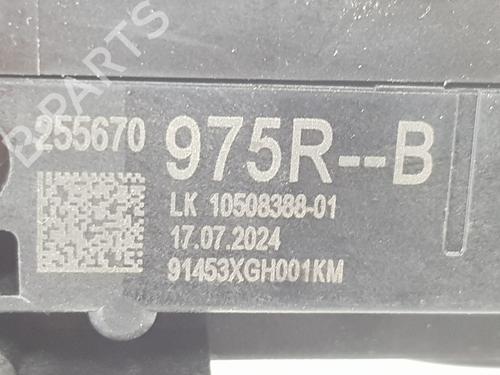 B-PARTS
255670 975R--B
LK 10508388-01
17.07.2024
91453XGH001KM